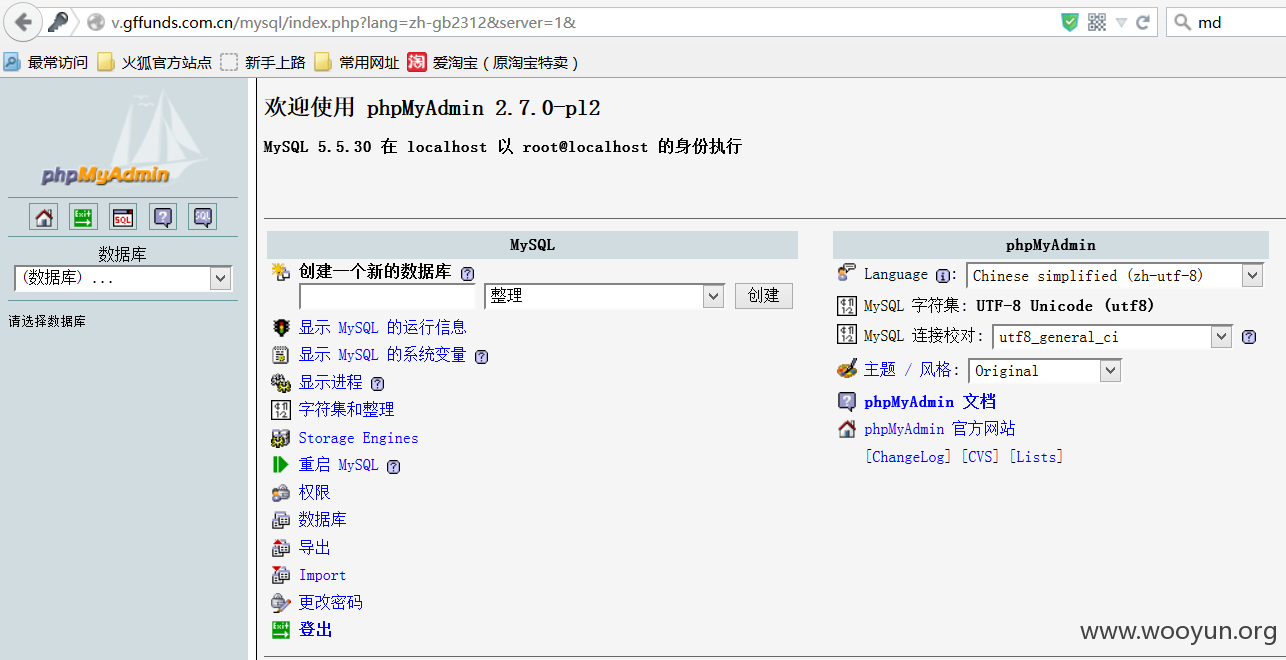 v.gffunds.com.cn/mysql/index.php?lang=zh-gb2312&server=1&
md
最常访问 火狐官方站点 新手上路 常用网址 淘 爱淘宝（原淘宝特卖）
phpMyAdmin
Exit SQL ? SQL
数据库
(数据库) ...
请选择数据库
欢迎使用 phpMyAdmin 2.7.0-pl2
MySQL 5.5.30 在 localhost 以 root@localhost 的身份执行
MySQL
创建一个新的数据库 ?
整理 创建
显示 MySQL 的运行信息
显示 MySQL 的系统变量 ?
显示进程 ?
字符集和整理
Storage Engines
重启 MySQL ?
权限
数据库
导出
Import
更改密码
Exit 登出
phpMyAdmin
Language i: Chinese simplified (zh-utf-8)
MySQL 字符集: UTF-8 Unicode (utf8)
MySQL 连接校对: utf8_general_ci ?
主题 / 风格: Original
? phpMyAdmin 文档
phpMyAdmin 官方网站
[ChangeLog] [CVS] [Lists]
www.wooyun.org